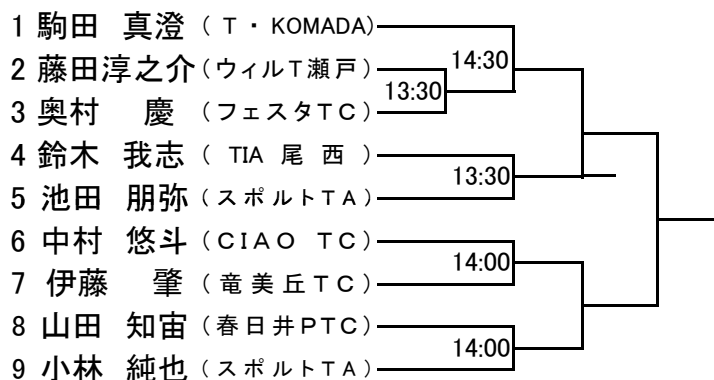 1 駒田 真澄 (T・KOMADA)
14:30
2 藤田淳之介 (ウィルT瀬戸)
13:30
3 奥村 慶 (フェスタTC)
4 鈴木 我志 (TIA 尾西)
13:30
5 池田 朋弥 (スポルトTA)
6 中村 悠斗 (CIAO TC)
14:00
7 伊藤 肇 (竜美丘TC)
8 山田 知宙 (春日井PTC)
14:00
9 小林 純也 (スポルトTA)